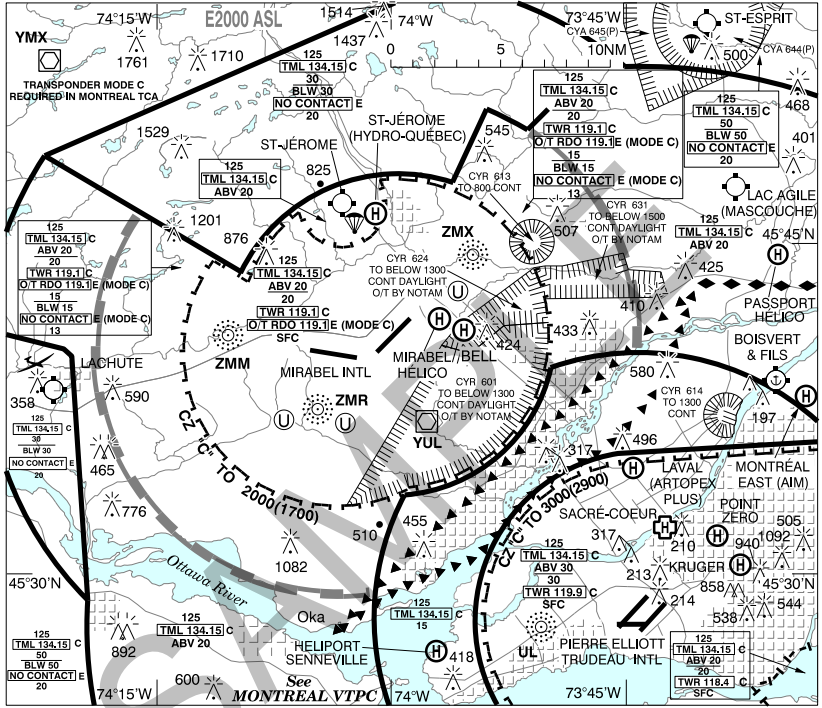 YMX
TRANSPONDER MODE C
REQUIRED IN MONTREAL TCA
74°15'W
E2000 ASL
1761
1710
1514
1437
74°W
0
5
10NM
73°45'W
CYA 645(P)
ST-ESPRIT
CYA 644(P)
500
468
401
125
TML 134.15 C
30
BLW 30
NO CONTACT E
20
125
TML 134.15 C
ABV 20
20
TWR 119.1 C
O/T RDO 119.1 E (MODE C)
15
BLW 15
NO CONTACT E (MODE C)
13
125
TML 134.15 C
50
BLW 50
NO CONTACT E
20
1529
ST-JÉROME
825
ST-JÉROME
(HYDRO-QUÉBEC)
545
125
TML 134.15 C
ABV 20
CYR 613
TO 800 CONT
507
CYR 631
TO BELOW 1500
CONT DAYLIGHT
O/T BY NOTAM
LAC AGILE
(MASCOUCHE)
125
TML 134.15 C
ABV 20
45°45'N
425
410
1201
876
125
TML 134.15 C
ABV 20
20
TWR 119.1 C
O/T RDO 119.1 E (MODE C)
15
BLW 15
NO CONTACT E (MODE C)
13
125
TML 134.15 C
ABV 20
20
TWR 119.1 C
O/T RDO 119.1 E (MODE C)
SFC
ZMX
CYR 624
TO BELOW 1300
CONT DAYLIGHT
O/T BY NOTAM
U
H
H
H
H
PASSPORT
HÉLICO
BOISVERT
& FILS
H
424
433
MIRABEL/BELL
HÉLICO
ZMM
MIRABEL INTL
ZMR
U
U
LACHUTE
358
590
125
TML 134.15 C
30
BLW 30
NO CONTACT E
20
465
776
CYR 601
TO BELOW 1300
CONT DAYLIGHT
O/T BY NOTAM
YUL
580
CYR 614
TO 1300
CONT
197
317
496
H
LAVAL
(ARTOPEX
PLUS)
MONTRÉAL
EAST (AIM)
CZ "C" TO 2000(1700)
CZ "C" TO 3000(2900)
510
455
1082
SACRÉ-COEUR
H
317
210
POINT
ZERO
H
505
940
1092
KRUGER
H
213
858
214
538
544
45°30'N
45°30'N
Ottawa River
Oka
125
TML 134.15 C
ABV 30
30
TWR 119.9 C
SFC
125
TML 134.15 C
15
HELIPORT
SENNEVILLE
H
418
UL
PIERRE ELLIOTT
TRUDEAU INTL
125
TML 134.15 C
ABV 20
20
TWR 118.4 C
SFC
125
TML 134.15 C
50
BLW 50
NO CONTACT E
20
892
125
TML 134.15 C
ABV 20
600
See
MONTREAL VTPC
74°15'W
74°W
73°45'W
SAMPLE